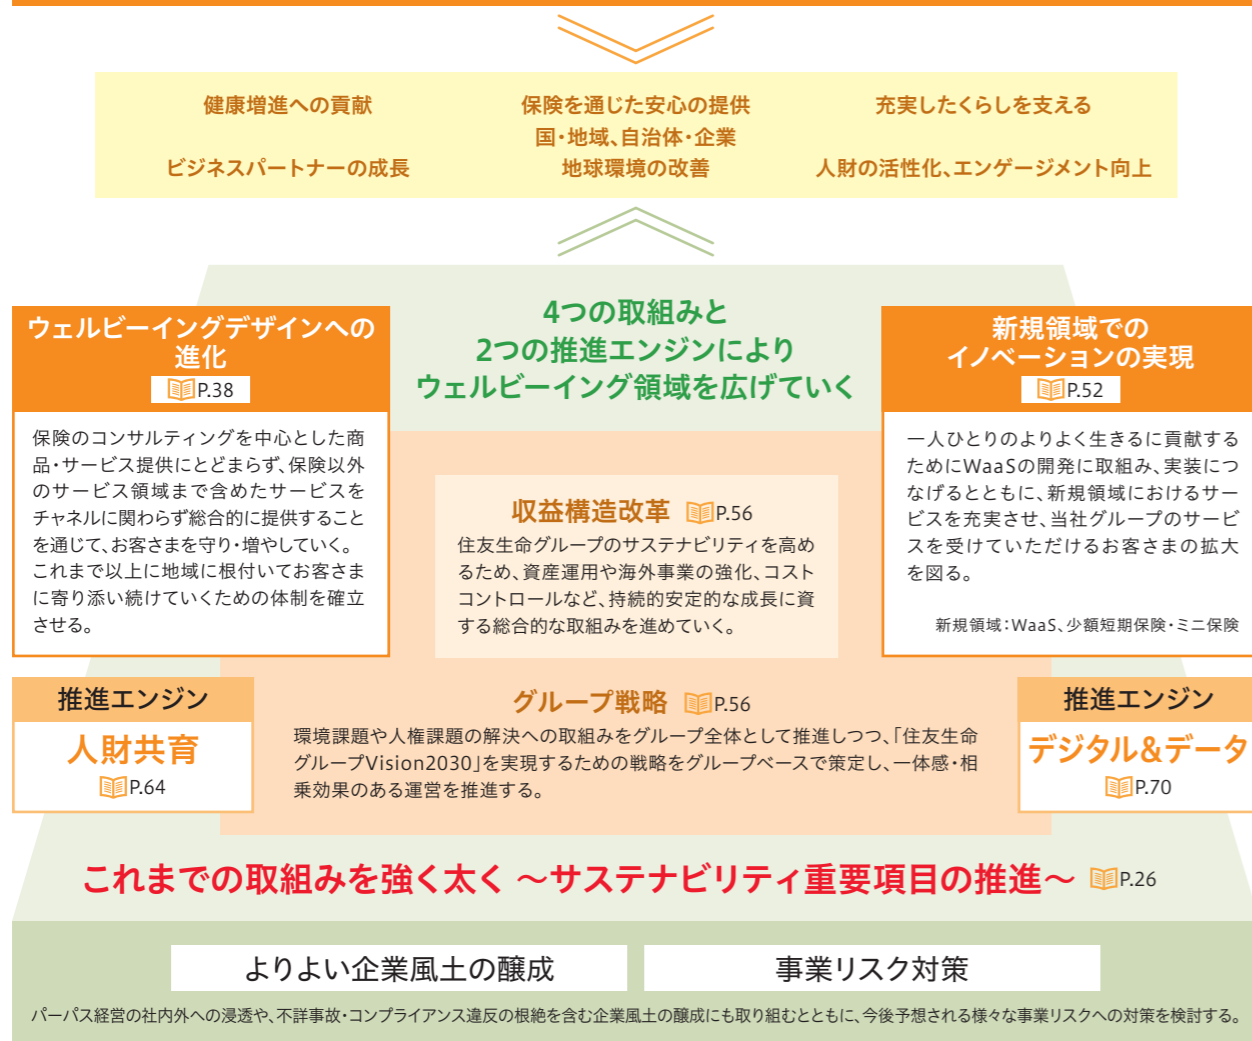 健康増進への貢献
保険を通じた安心の提供
充実したくらしを支える
国・地域、自治体・企業
ビジネスパートナーの成長
地球環境の改善
人財の活性化、エンゲージメント向上
4つの取組みと
2つの推進エンジンにより
ウェルビーイング領域を広げていく
ウェルビーイングデザインへの
進化
P.38
保険のコンサルティングを中心とした商
品・サービス提供にとどまらず、保険以外
のサービス領域まで含めたサービスを
チャネルに関わらず総合的に提供すること
を通じて、お客さまを守り・増やしていく。
これまで以上に地域に根付いてお客さま
に寄り添い続けていくための体制を確立
させる。
新規領域での
イノベーションの実現
P.52
一人ひとりのよりよく生きるに貢献する
ためにWaaSの開発に取組み、実装につ
なげるとともに、新規領域におけるサー
ビスを充実させ、当社グループのサービ
スを受けていただけるお客さまの拡大
を図る。
新規領域：WaaS、少額短期保険・ミニ保険
収益構造改革 P.56
住友生命グループのサステナビリティを高め
るため、資産運用や海外事業の強化、コスト
コントロールなど、持続的安定的な成長に資
する総合的な取組みを進めていく。
推進エンジン
人財共育
P.64
グループ戦略 P.56
環境課題や人権課題の解決への取組みをグループ全体として推進しつつ、「住友生命
グループVision2030」を実現するための戦略をグループベースで策定し、一体感・相
乗効果のある運営を推進する。
推進エンジン
デジタル&データ
P.70
これまでの取組みを強く太く ～サステナビリティ重要項目の推進～ P.26
よりよい企業風土の醸成
事業リスク対策
パーパス経営の社内外への浸透や、不詳事故・コンプライアンス違反の根絶を含む企業風土の醸成にも取り組むとともに、今後予想される様々な事業リスクへの対策を検討する。